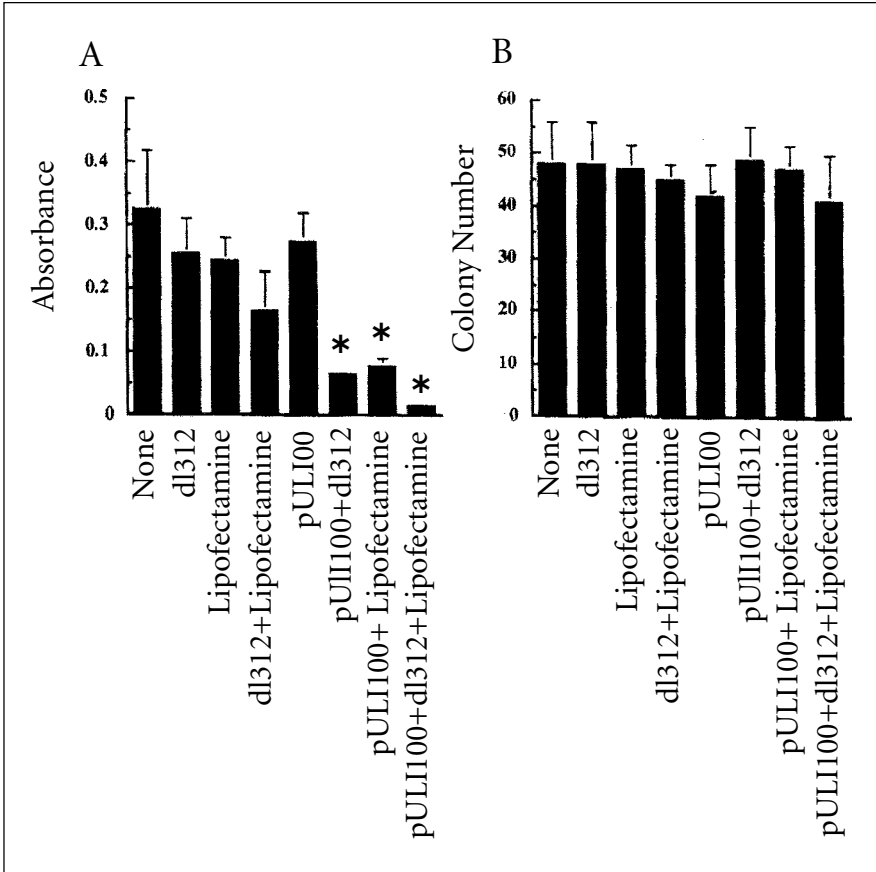 A
0.5
0.4
0.3
0.2
0.1
0
Absorbance
*
*
*
None
dl312
Lipofectamine
dl312+Lipofectamine
pULI00
pUlI100+dl312
pULI100+ Lipofectamine
pULI100+dl312+Lipofectamine
B
60
50
40
30
20
10
0
Colony Number
None
dl312
Lipofectamine
dl312+Lipofectamine
pULI00
pUlI100+dl312
pULI100+ Lipofectamine
pULI100+dl312+Lipofectamine